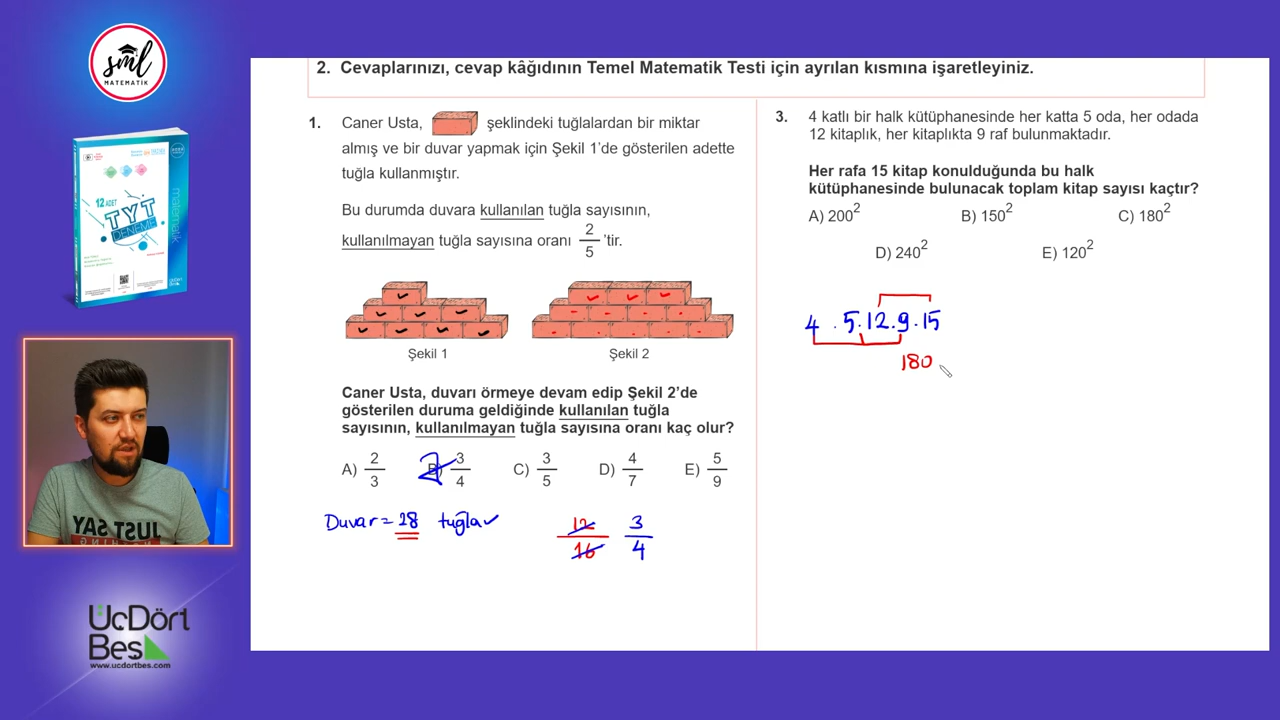 sml
MATEMATİK
12 ADET
TYT
DENEME
matematik
ÜcDört
Bes
www.ucdortbes.com
2. Cevaplarınızı, cevap kâğıdının Temel Matematik Testi için ayrılan kısmına işaretleyiniz.
1. Caner Usta, şeklindeki tuğlalardan bir miktar
almış ve bir duvar yapmak için Şekil 1'de gösterilen adette
tuğla kullanmıştır.
Bu durumda duvara kullanılan tuğla sayısının,
kullanılmayan tuğla sayısına oranı 2/5 'tir.
Şekil 1 Şekil 2
Caner Usta, duvarı örmeye devam edip Şekil 2'de
gösterilen duruma geldiğinde kullanılan tuğla
sayısının, kullanılmayan tuğla sayısına oranı kaç olur?
A) 2/3 B) 3/4 C) 3/5 D) 4/7 E) 5/9
Duvar = 28 tuğla 12/16 3/4
3. 4 katlı bir halk kütüphanesinde her katta 5 oda, her odada
12 kitaplık, her kitaplıkta 9 raf bulunmaktadır.
Her rafa 15 kitap konulduğunda bu halk
kütüphanesinde bulunacak toplam kitap sayısı kaçtır?
A) 200² B) 150² C) 180²
D) 240² E) 120²
4 . 5 . 12 . 9 . 15
180